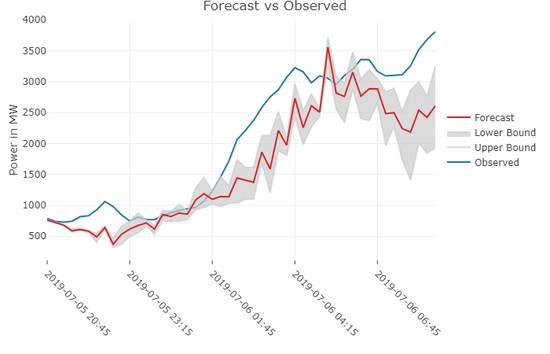 Forecast vs Observed
4000
3500
3000
2500
2000
1500
1000
500
Power in MW
2019-07-05 20:45
2019-07-05 23:15
2019-07-06 01:45
2019-07-06 04:15
2019-07-06 06:45
Forecast
Lower Bound
Upper Bound
Observed